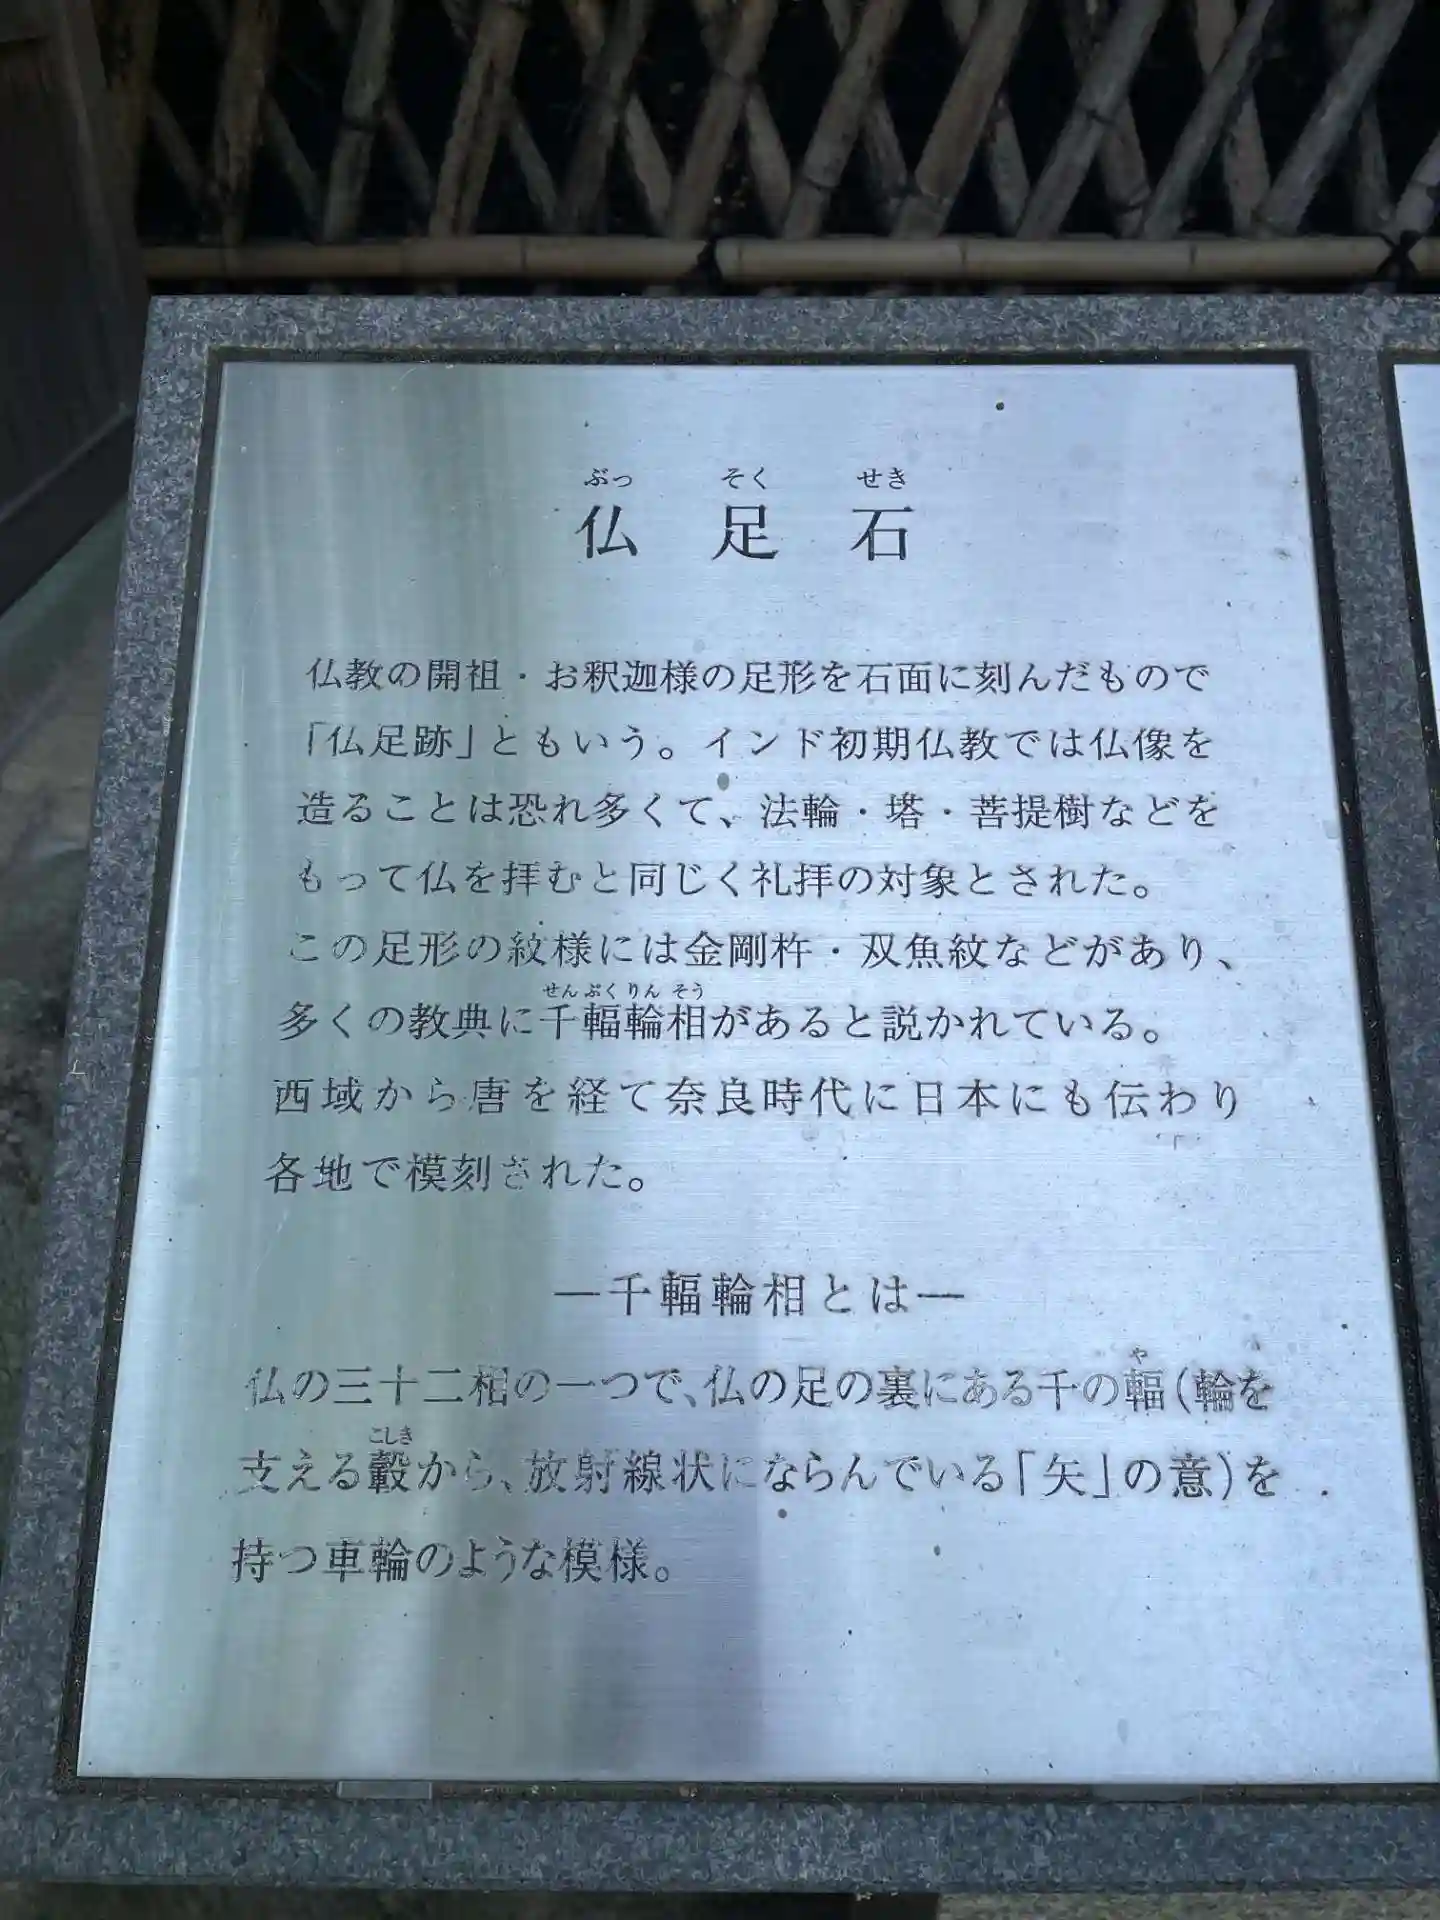 ぶっ そく せき
仏足石
仏教の開祖・お釈迦様の足形を石面に刻んだもので
「仏足跡」ともいう。インド初期仏教では仏像を
造ることは恐れ多くて、法輪・塔・菩提樹などを
もって仏を拝むと同じく礼拝の対象とされた。
この足形の紋様には金剛杵・双魚紋などがあり、
せんぷくりんそう
多くの教典に千輻輪相があると説かれている。
西域から唐を経て奈良時代に日本にも伝わり
各地で模刻された。
―千輻輪相とは―
や
仏の三十二相の一つで、仏の足の裏にある千の輻(輪を
こしき
支える轂から、放射線状にならんでいる「矢」の意)を
持つ車輪のような模様。